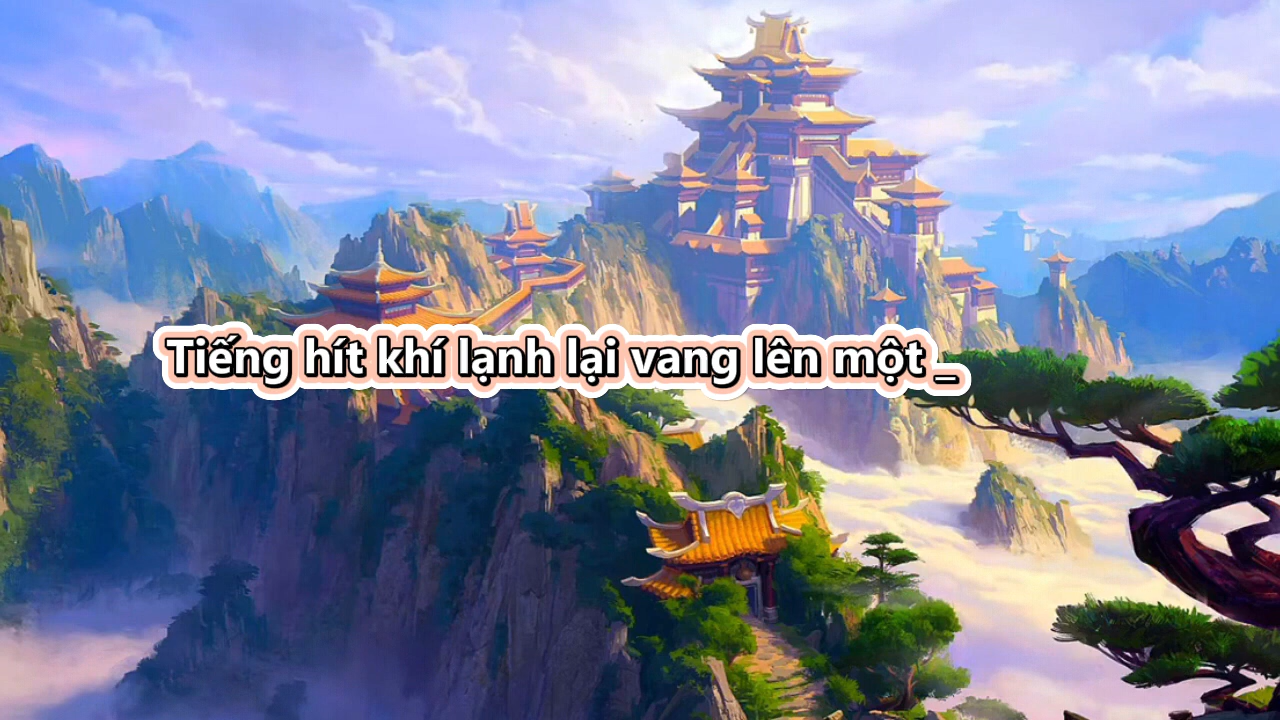 Tiếng hít khí lạnh lại vang lên một _